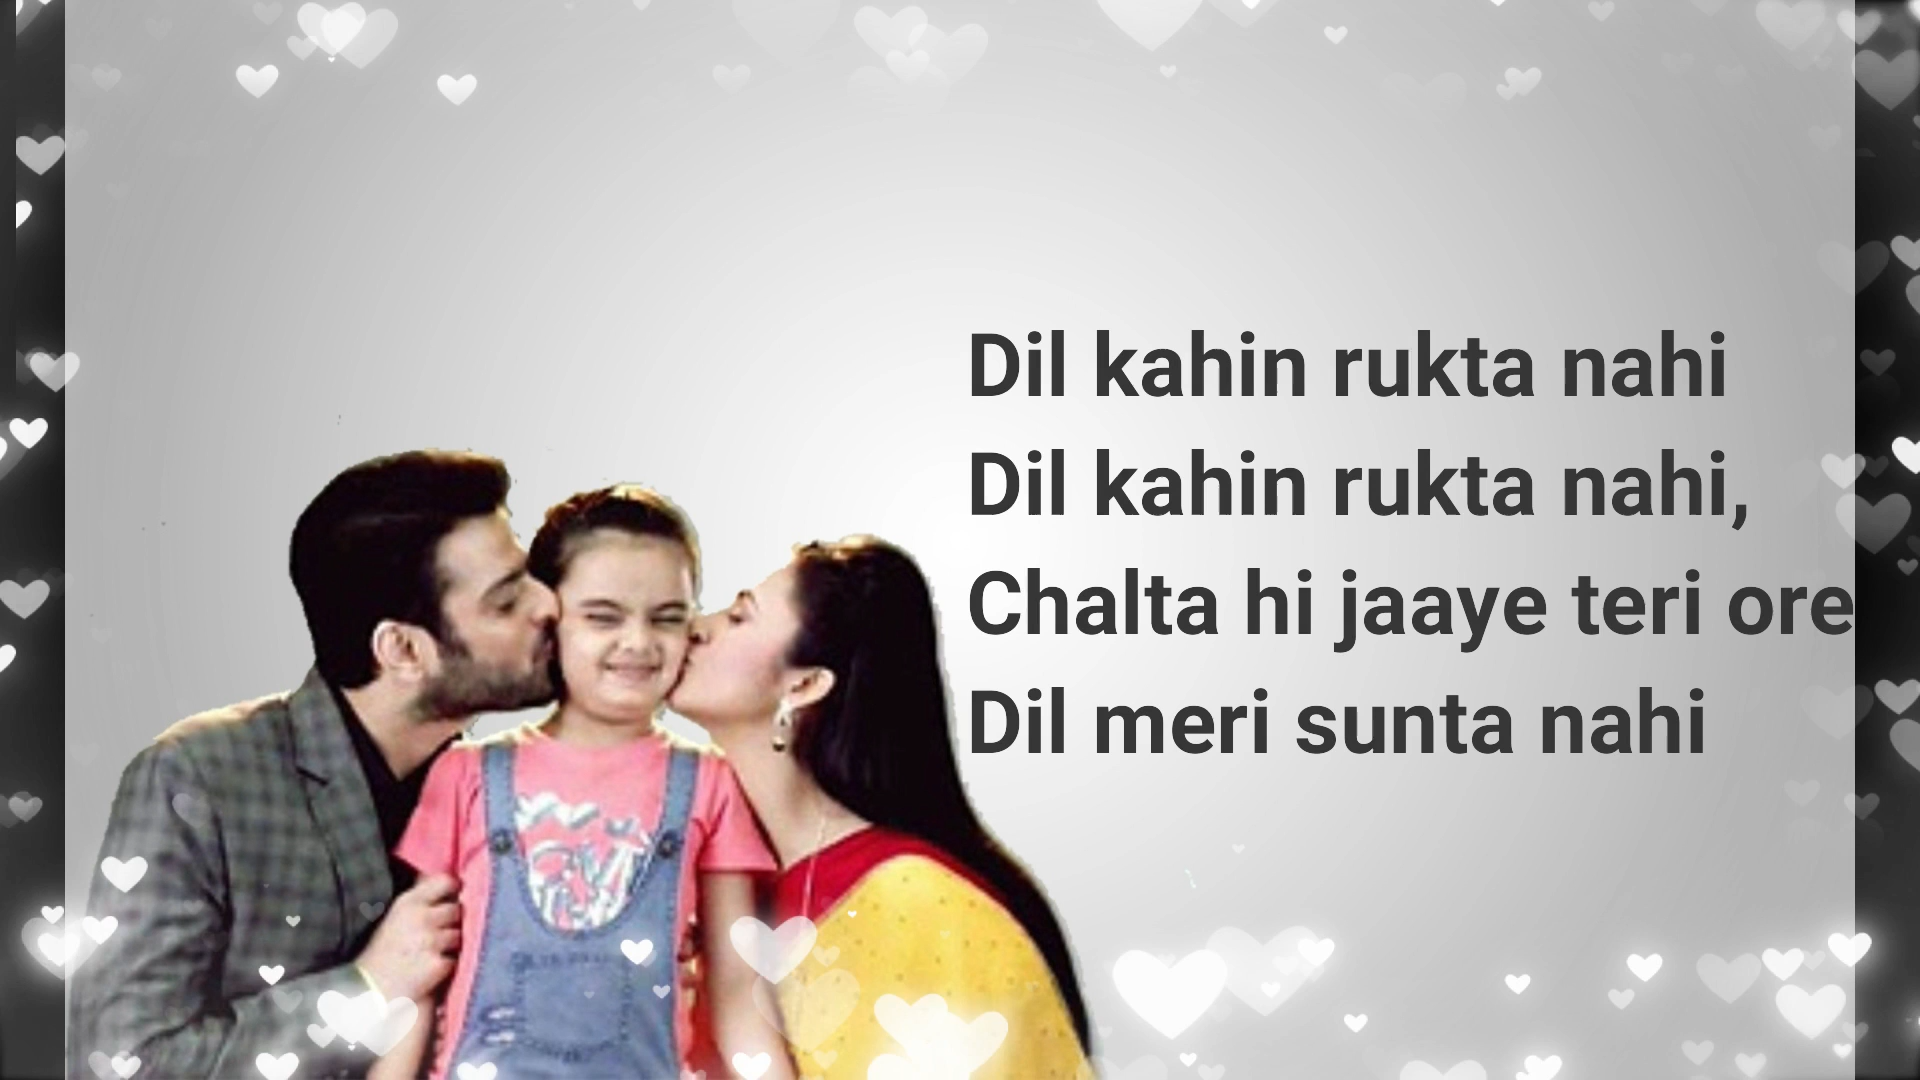 Dil kahin rukta nahi
Dil kahin rukta nahi,
Chalta hi jaaye teri ore
Dil meri sunta nahi